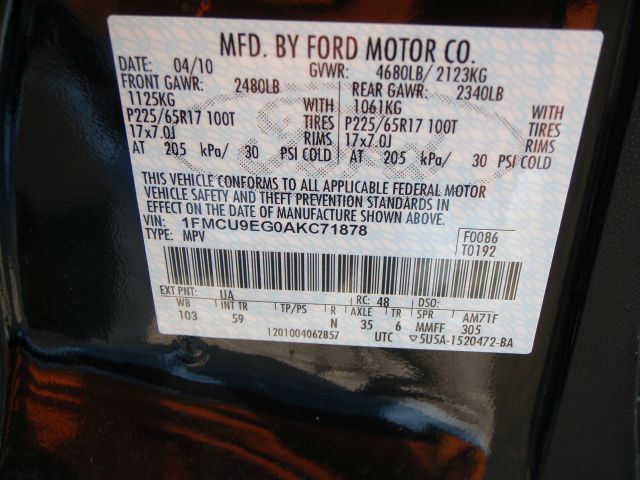 MFD. BY FORD MOTOR CO.
DATE: 04/10 GVWR: 4680LB/ 2123KG
FRONT GAWR: 2480LB REAR GAWR: 2340LB
1125KG WITH 1061KG WITH
P225/65R17 100T TIRES P225/65R17 100T TIRES
17x7.0J RIMS 17x7.0J RIMS
AT 205 kPa/ 30 PSI COLD AT 205 kPa/ 30 PSI COLD
THIS VEHICLE CONFORMS TO ALL APPLICABLE FEDERAL MOTOR
VEHICLE SAFETY AND THEFT PREVENTION STANDARDS IN
EFFECT ON THE DATE OF MANUFACTURE SHOWN ABOVE.
VIN: 1FMCU9EG0AKC71878 F0086
TYPE: MPV T0192
EXT PNT: UA RC: 48 DSO:
WB INT TR TP/PS R AXLE TR SPR AM71F
103 59 N 35 6 MMFF 305
1201004062857 UTC ▽5U5A-1520472-BA